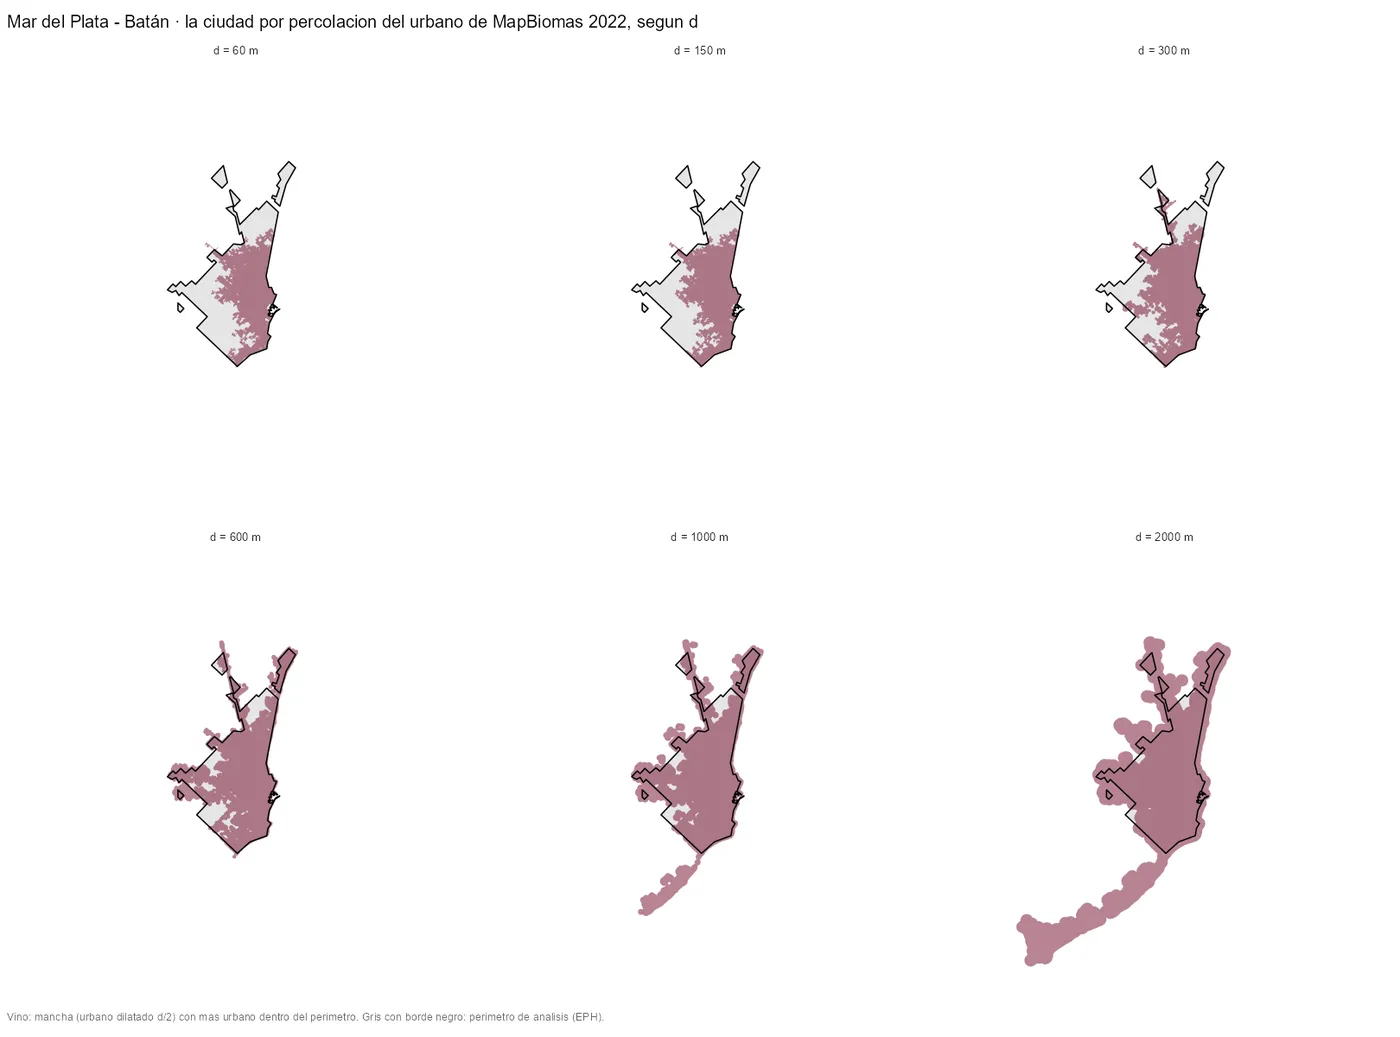 Mar del Plata - Batán · la ciudad por percolacion del urbano de MapBiomas 2022, segun d
d = 60 m
d = 150 m
d = 300 m
d = 600 m
d = 1000 m
d = 2000 m
Vino: mancha (urbano dilatado d/2) con mas urbano dentro del perimetro. Gris con borde negro: perimetro de analisis (EPH).